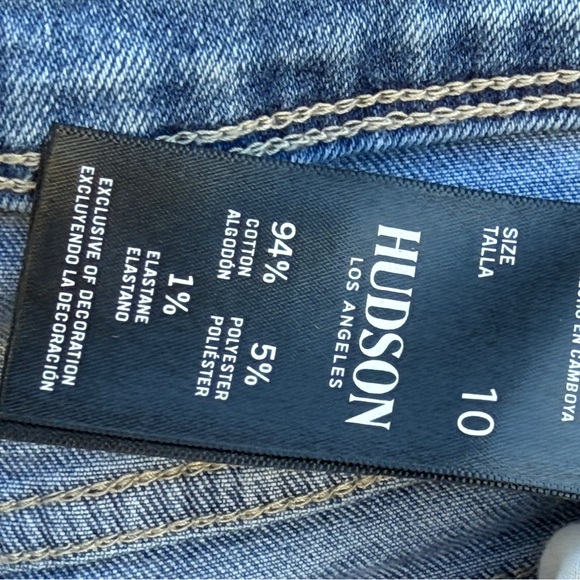 EN CAMBOYA
SIZE
TALLA
10
HUDSON
LOS ANGELES
94%
COTTON
ALGODÓN
5%
POLYESTER
POLIÉSTER
1%
ELASTANE
ELASTANO
EXCLUSIVE OF DECORATION
EXCLUYENDO LA DECORACIÓN